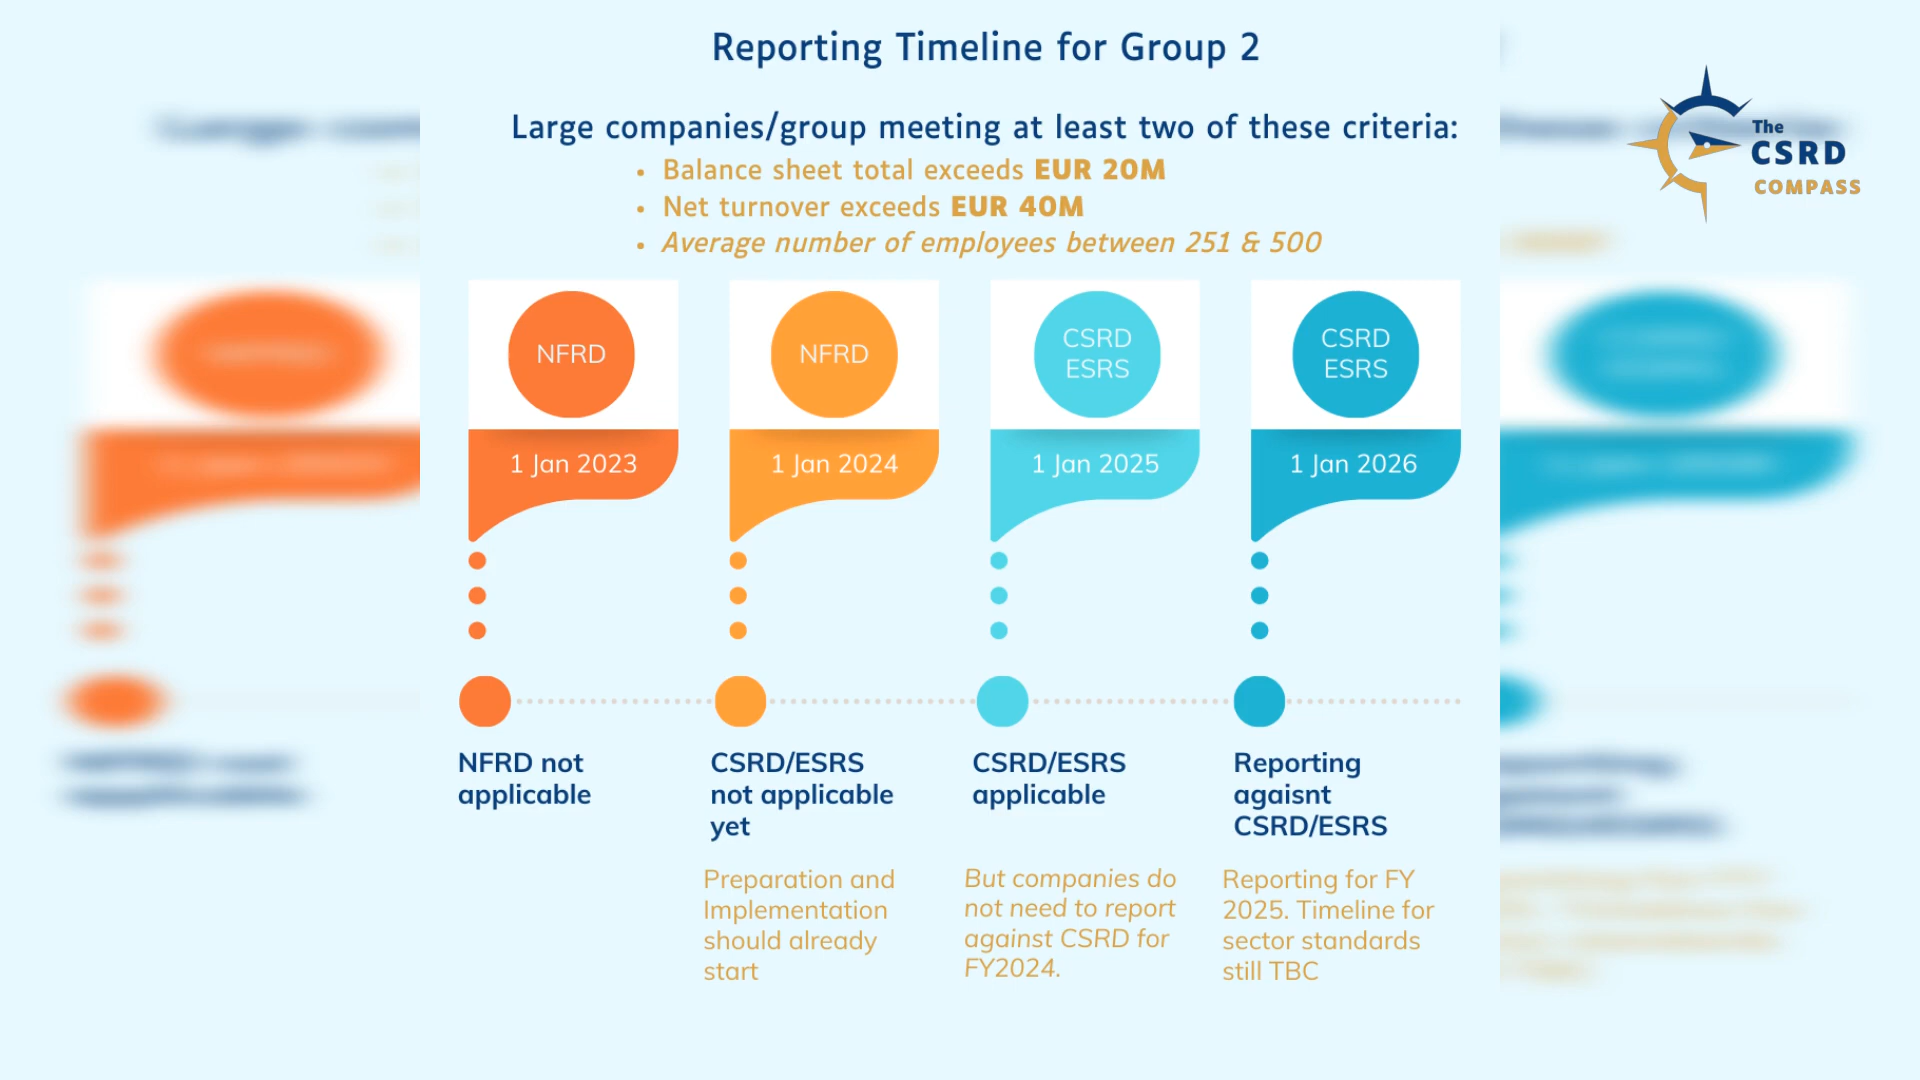 Reporting Timeline for Group 2
The
CSRD
COMPASS
Large companies/group meeting at least two of these criteria:
• Balance sheet total exceeds EUR 20M
• Net turnover exceeds EUR 40M
• Average number of employees between 251 & 500
NFRD
NFRD
CSRD
ESRS
CSRD
ESRS
1 Jan 2023
1 Jan 2024
1 Jan 2025
1 Jan 2026
NFRD not
applicable
CSRD/ESRS
not applicable
yet
Preparation and
Implementation
should already
start
CSRD/ESRS
applicable
But companies do
not need to report
against CSRD for
FY2024.
Reporting
agaisnt
CSRD/ESRS
Reporting for FY
2025. Timeline for
sector standards
still TBC